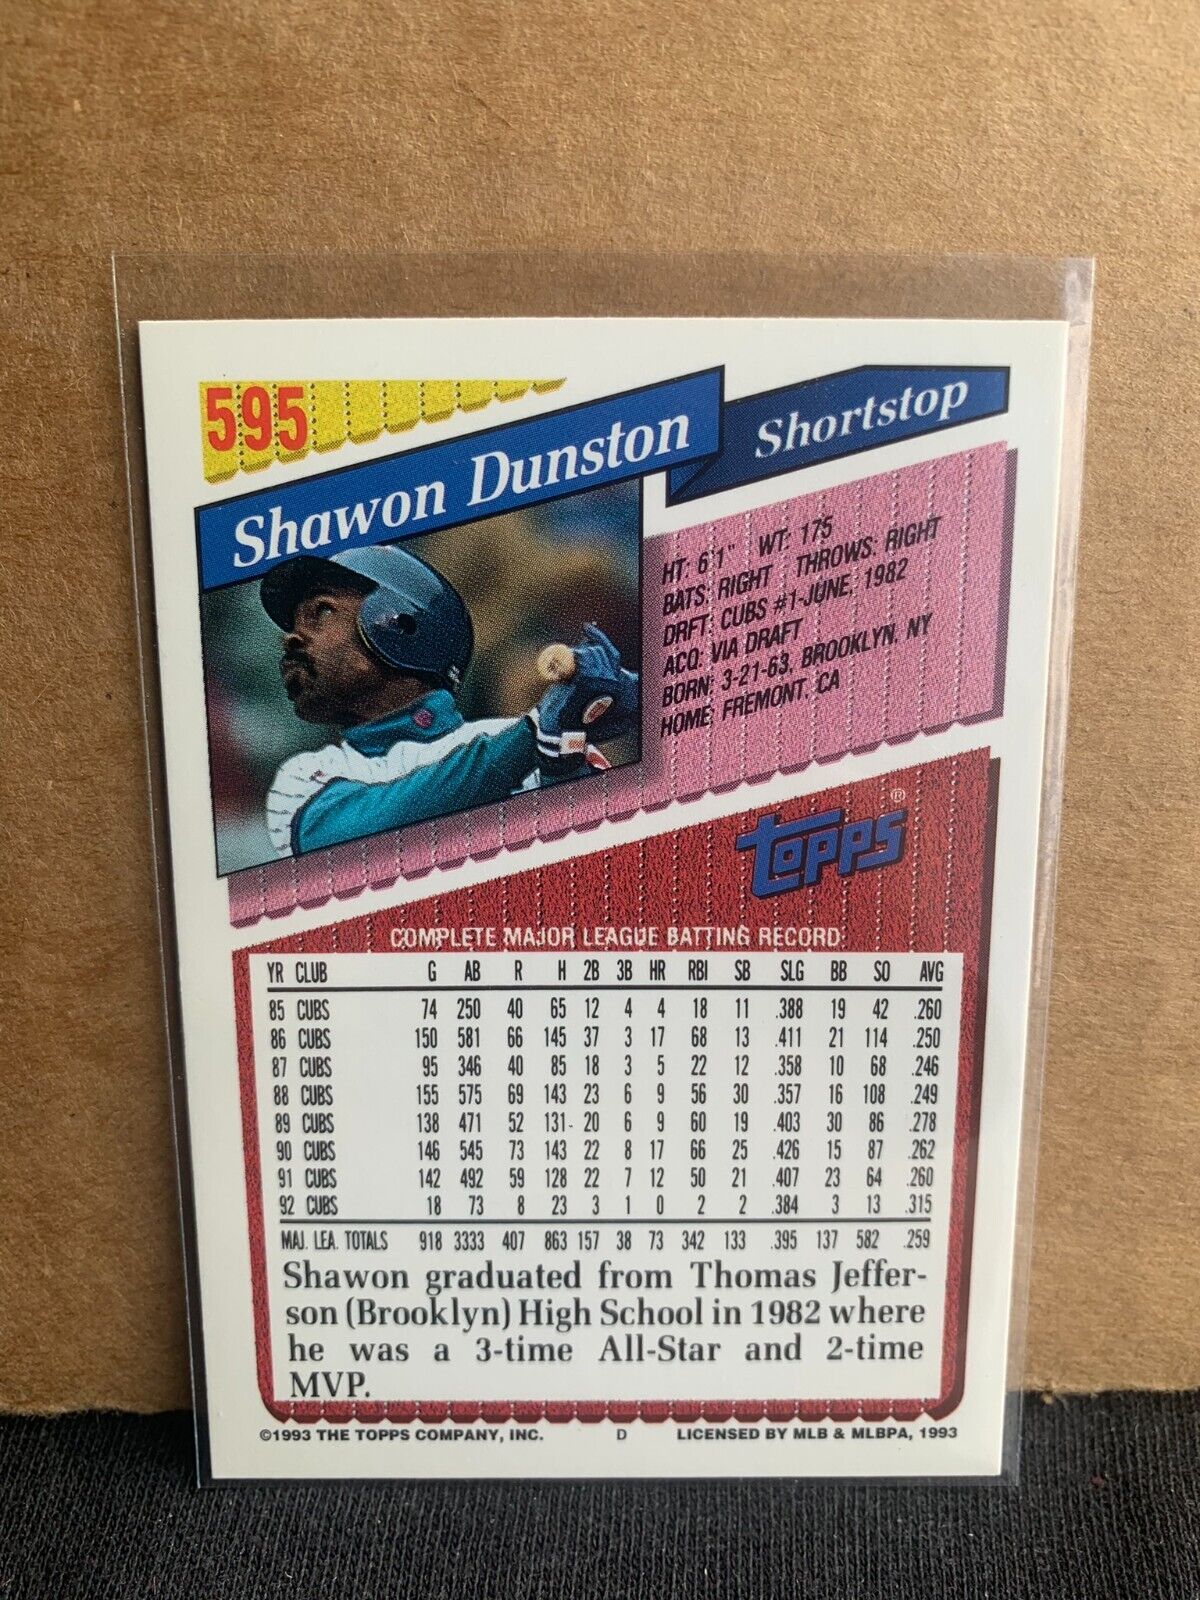 595
Shawon Dunston
Shortstop
HT: 6'1" WT: 175
BATS: RIGHT THROWS: RIGHT
DRFT: CUBS #1-JUNE, 1982
ACQ: VIA DRAFT
BORN: 3-21-63, BROOKLYN, NY
HOME: FREMONT, CA
Topps®
COMPLETE MAJOR LEAGUE BATTING RECORD
YR CLUB G AB R H 2B 3B HR RBI SB SLG BB SO AVG
85 CUBS 74 250 40 65 12 4 4 18 11 .388 19 42 .260
86 CUBS 150 581 66 145 37 3 17 68 13 .411 21 114 .250
87 CUBS 95 346 40 85 18 3 5 22 12 .358 10 68 .246
88 CUBS 155 575 69 143 23 6 9 56 30 .357 16 108 .249
89 CUBS 138 471 52 131 20 6 9 60 19 .403 30 86 .278
90 CUBS 146 545 73 143 22 8 17 66 25 .426 15 87 .262
91 CUBS 142 492 59 128 22 7 12 50 21 .407 23 64 .260
92 CUBS 18 73 8 23 3 1 0 2 2 .384 3 13 .315
MAJ. LEA. TOTALS 918 3333 407 863 157 38 73 342 133 .395 137 582 .259
Shawon graduated from Thomas Jeffer-
son (Brooklyn) High School in 1982 where
he was a 3-time All-Star and 2-time
MVP.
©1993 THE TOPPS COMPANY, INC. D LICENSED BY MLB & MLBPA, 1993